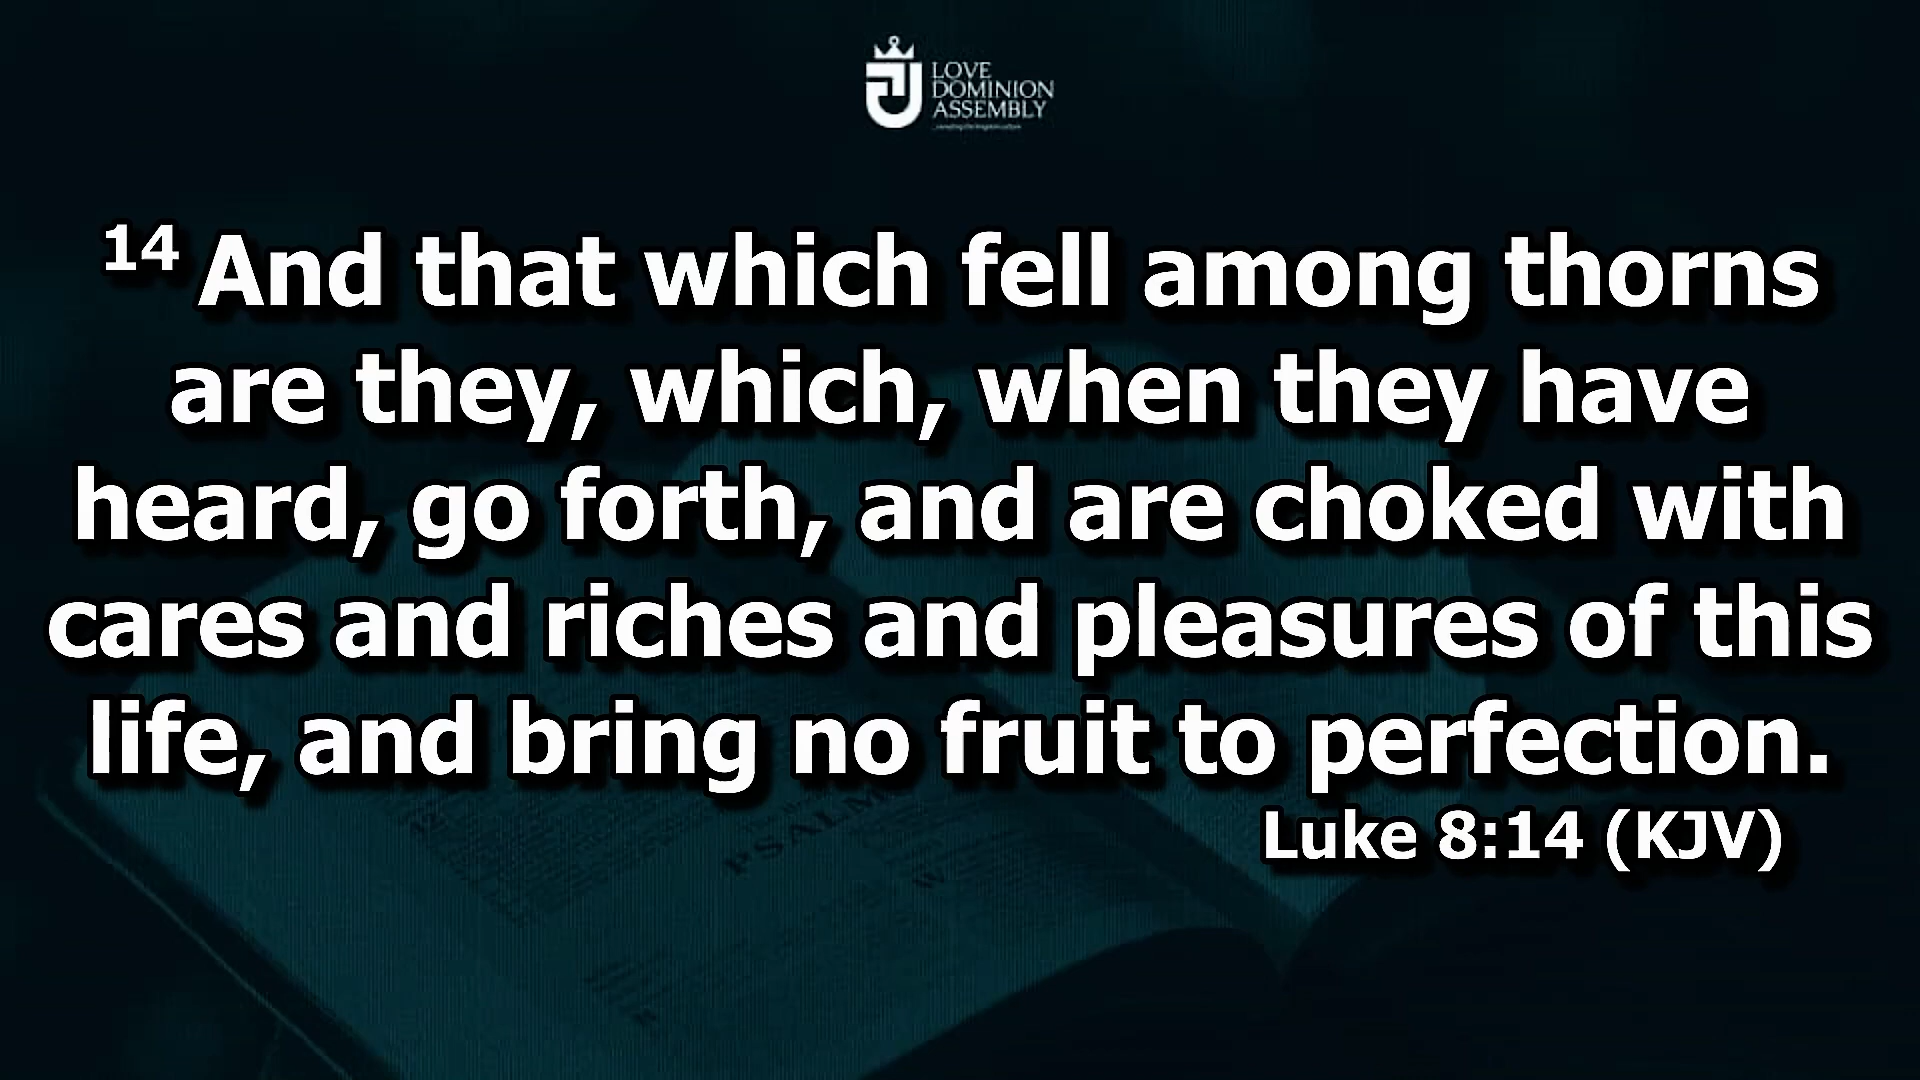 LOVE
DOMINION
ASSEMBLY
14 And that which fell among thorns
are they, which, when they have
heard, go forth, and are choked with
cares and riches and pleasures of this
life, and bring no fruit to perfection.
Luke 8:14 (KJV)
PSALM